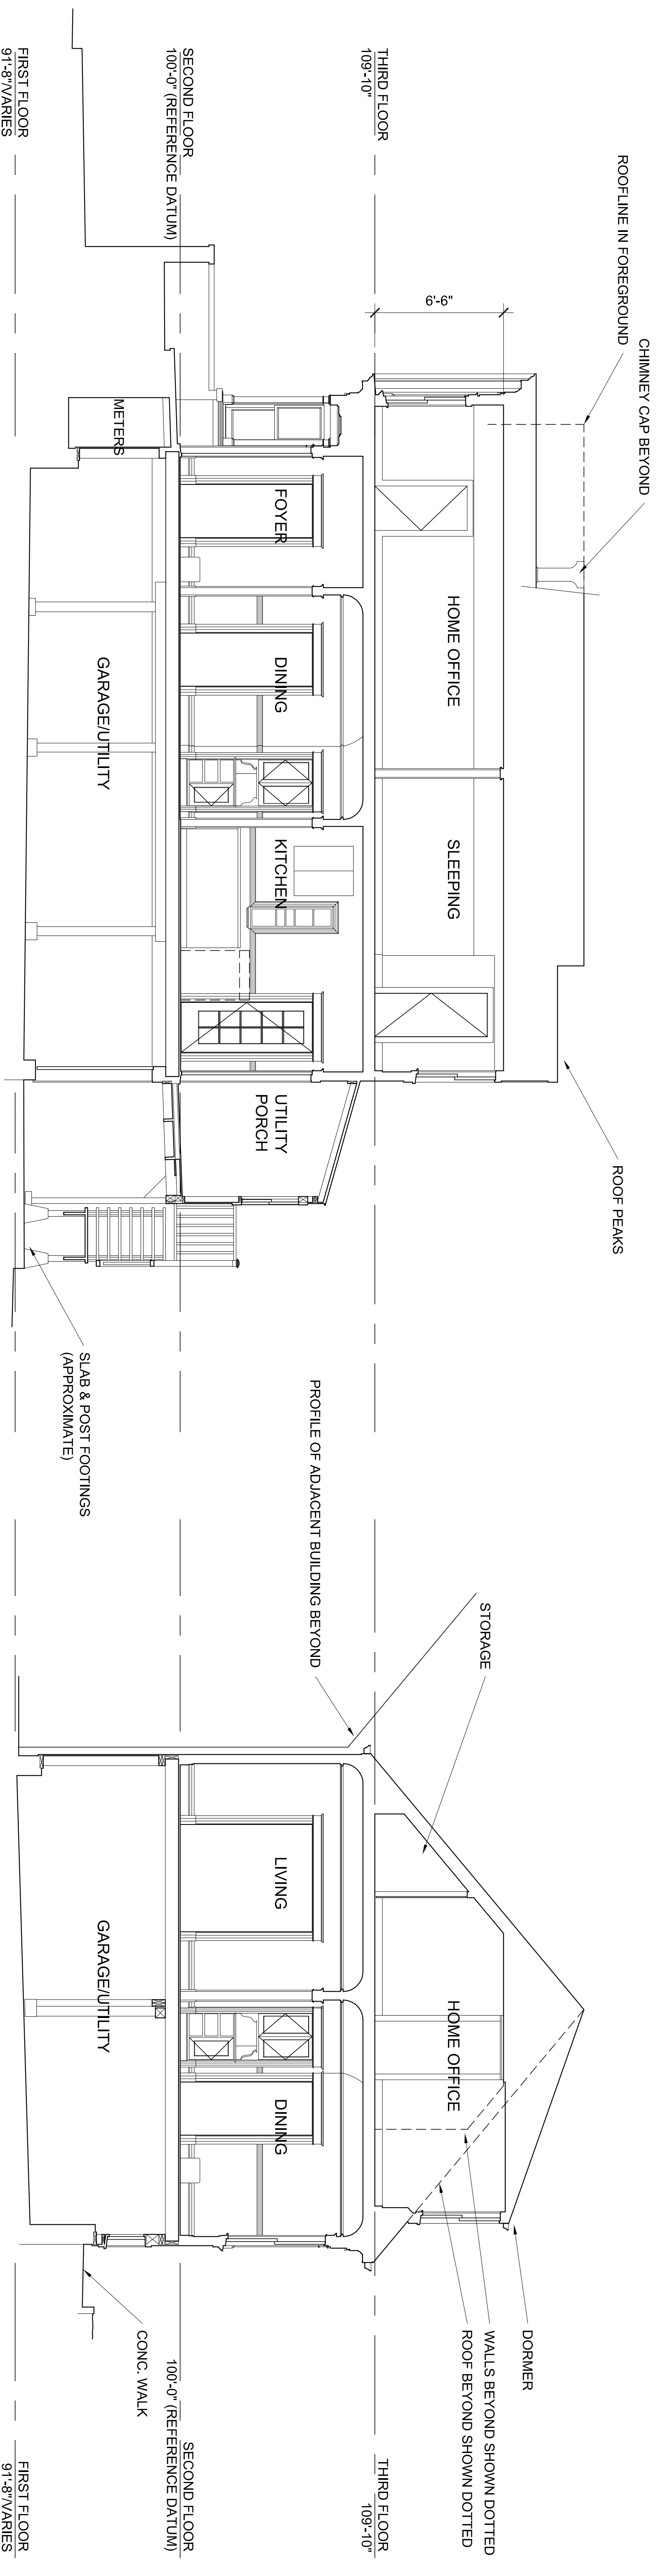 ROOFLINE IN FOREGROUND
CHIMNEY CAP BEYOND
ROOF PEAKS
THIRD FLOOR
109'-10"
6'-6"
HOME OFFICE
SLEEPING
SECOND FLOOR
100'-0" (REFERENCE DATUM)
FOYER
DINING
KITCHEN
UTILITY
PORCH
METERS
GARAGE/UTILITY
FIRST FLOOR
91'-8"/VARIES
SLAB & POST FOOTINGS
(APPROXIMATE)
PROFILE OF ADJACENT BUILDING BEYOND
STORAGE
HOME OFFICE
DORMER
WALLS BEYOND SHOWN DOTTED
ROOF BEYOND SHOWN DOTTED
THIRD FLOOR
109'-10"
LIVING
DINING
SECOND FLOOR
100'-0" (REFERENCE DATUM)
GARAGE/UTILITY
CONC. WALK
FIRST FLOOR
91'-8"/VARIES